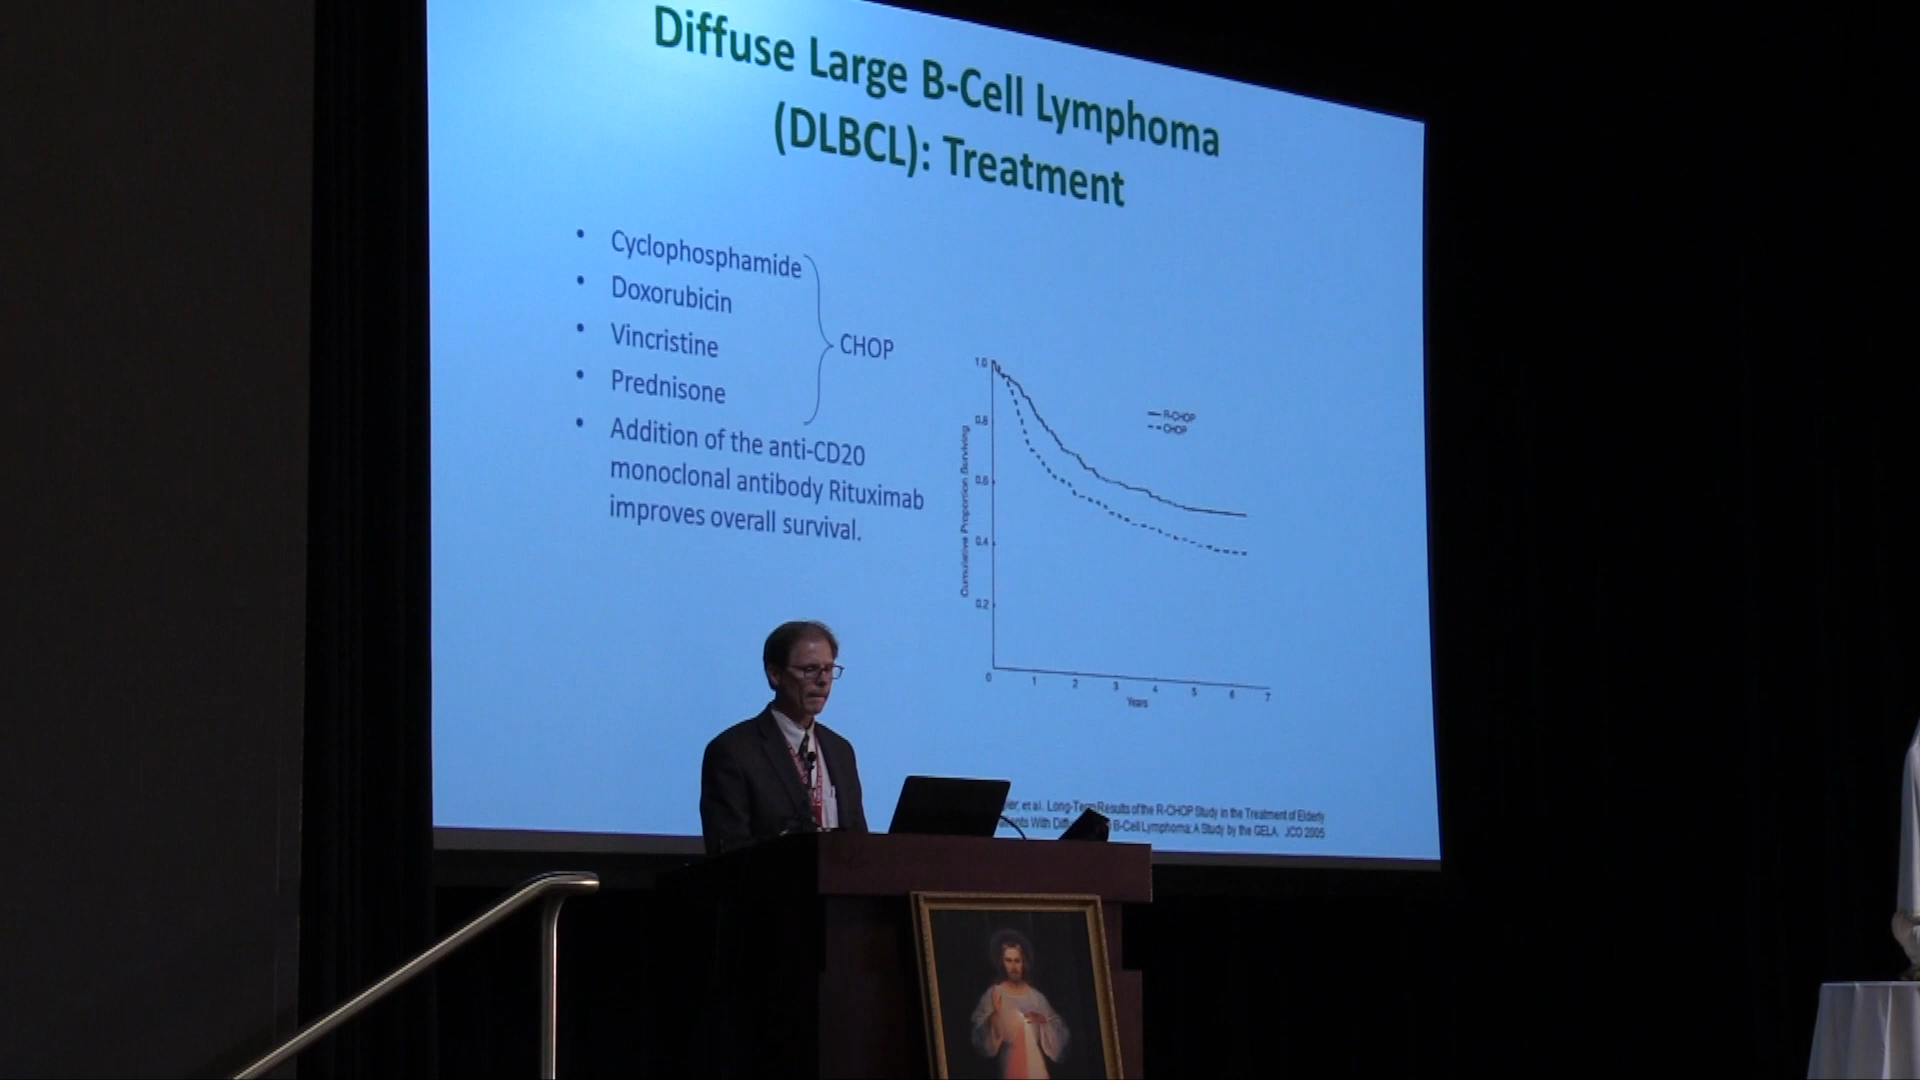 Diffuse Large B-Cell Lymphoma
(DLBCL): Treatment
• Cyclophosphamide
• Doxorubicin
• Vincristine
• Prednisone
CHOP
• Addition of the anti-CD20
monoclonal antibody Rituximab
improves overall survival.
R-CHOP
CHOP
Cumulative Proportion Surviving
1.0
0.8
0.6
0.4
0.2
0 1 2 3 4 5 6 7
Years
et al. Long-Term Results of the R-CHOP Study in the Treatment of Elderly
With B-Cell Lymphoma: A Study by the GELA. JCO 2005